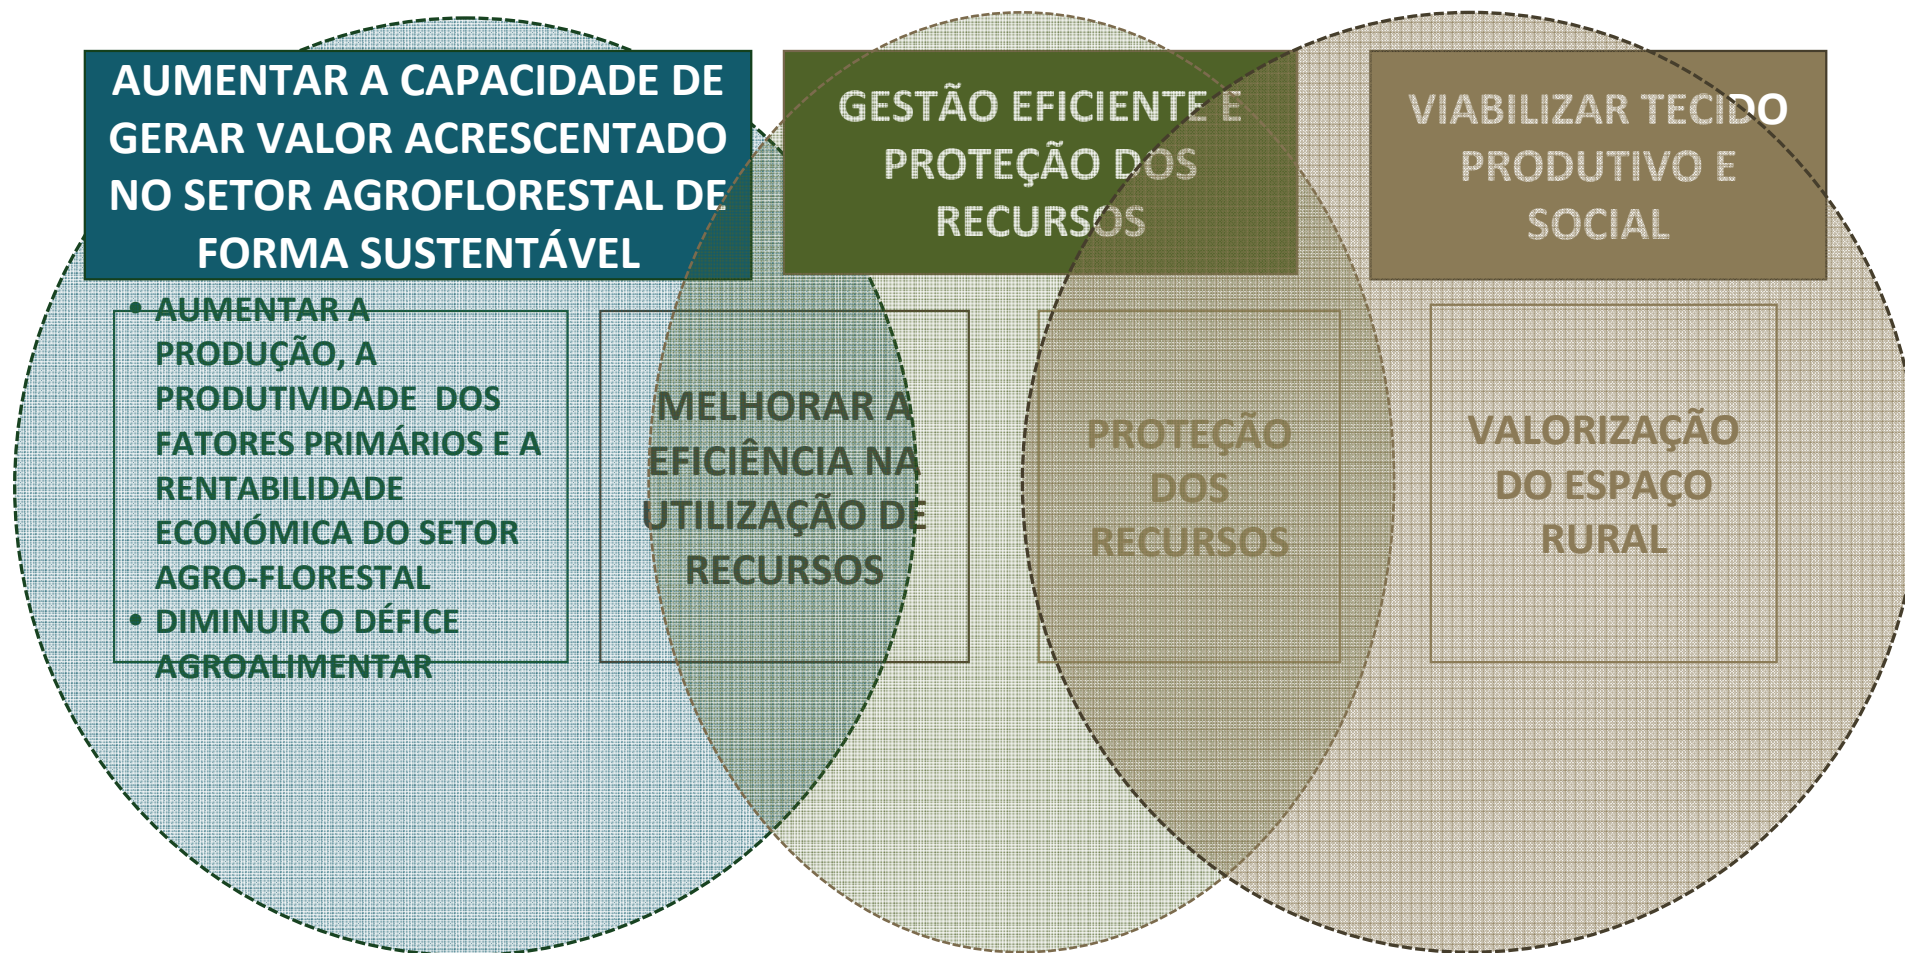 AUMENTAR A CAPACIDADE DE
GERAR VALOR ACRESCENTADO
NO SETOR AGROFLORESTAL DE
FORMA SUSTENTÁVEL
GESTÃO EFICIENTE E
PROTEÇÃO DOS
RECURSOS
VIABILIZAR TECIDO
PRODUTIVO E
SOCIAL
• AUMENTAR A
PRODUÇÃO, A
PRODUTIVIDADE DOS
FATORES PRIMÁRIOS E A
RENTABILIDADE
ECONÓMICA DO SETOR
AGRO-FLORESTAL
• DIMINUIR O DÉFICE
AGROALIMENTAR
MELHORAR A
EFICIÊNCIA NA
UTILIZAÇÃO DE
RECURSOS
PROTEÇÃO
DOS
RECURSOS
VALORIZAÇÃO
DO ESPAÇO
RURAL